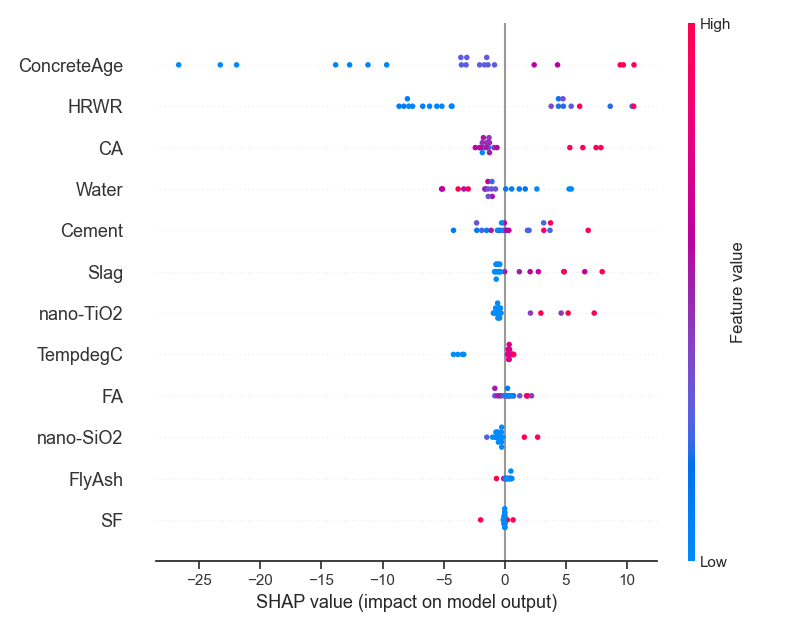 High
ConcreteAge
HRWR
CA
Water
Cement
Slag
nano-TiO2
TempdegC
FA
nano-SiO2
FlyAsh
SF
Feature value
Low
−25 −20 −15 −10 −5 0 5 10
SHAP value (impact on model output)